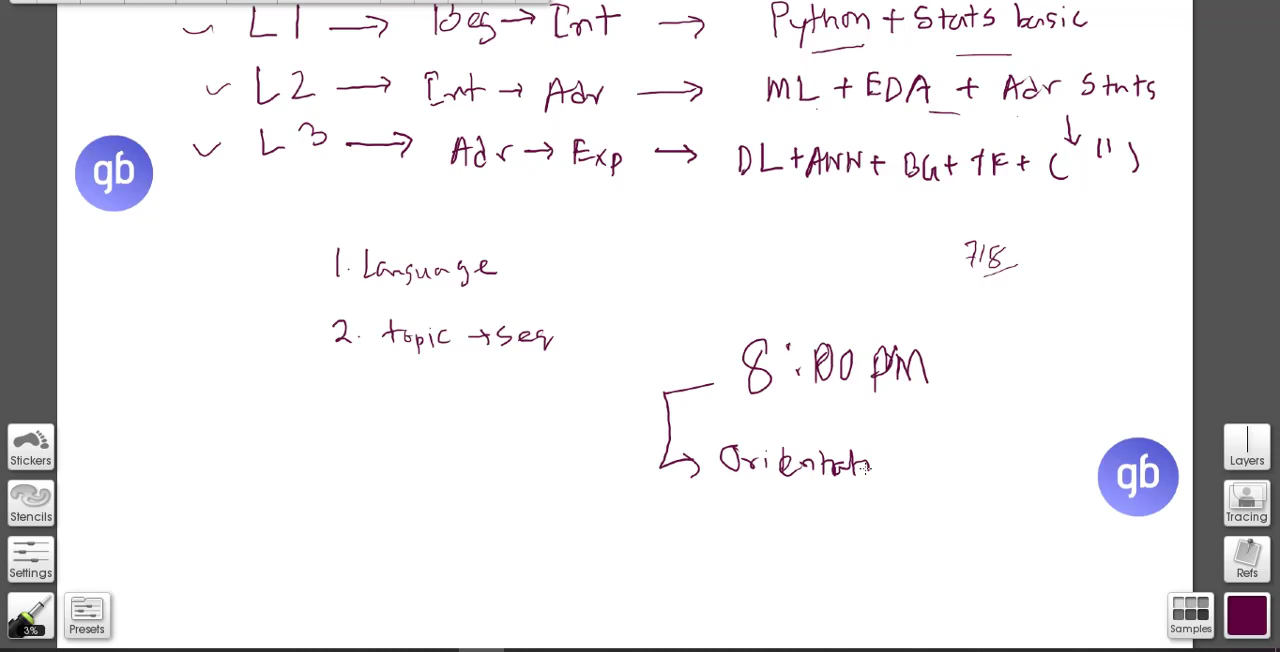 L1 → Beg → Int → Python + Stats basic
L2 → Int → Adv → ML + EDA + Adv Stats
L3 → Adv → Exp → DL + ANN + + TF + ( " )
gb
1. Language
7/8
2. topic → seq
8:00 PM
→ Orientat
gb
Stickers
Stencils
Settings
3%
Presets
Layers
Tracing
Refs
Samples